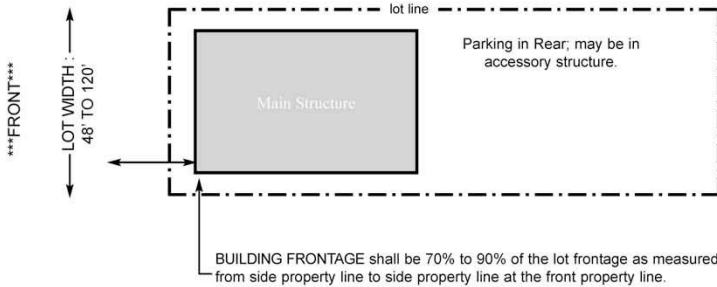 lot line
Parking in Rear; may be in
accessory structure.
***FRONT***
LOT WIDTH :
48' TO 120'
Main Structure
BUILDING FRONTAGE shall be 70% to 90% of the lot frontage as measured
from side property line to side property line at the front property line.